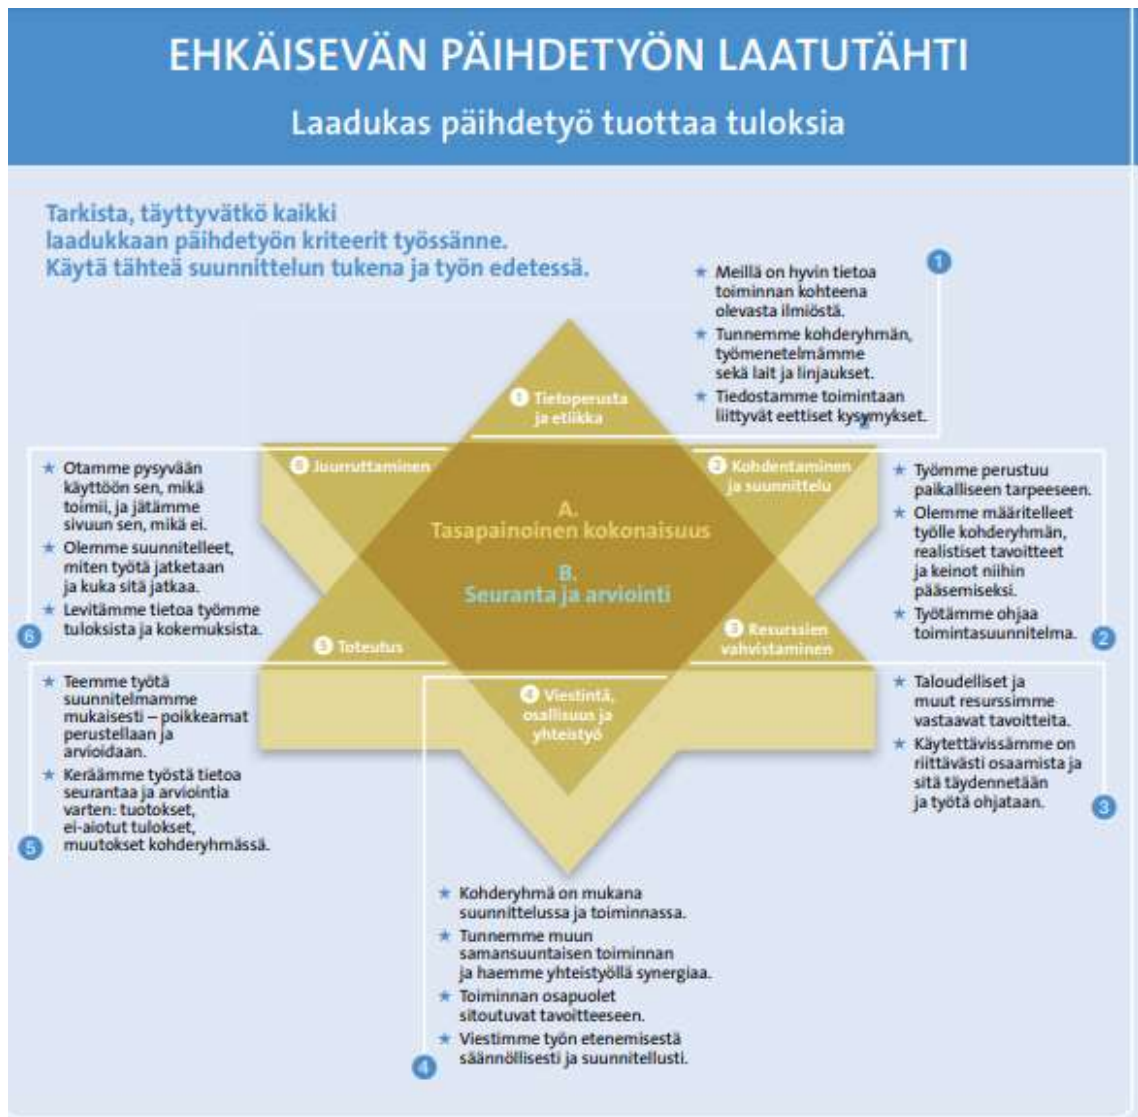 EHKÄISEVÄN PÄIHDETYÖN LAATUTÄHTI
Laadukas päihdetyö tuottaa tuloksia
Tarkista, täyttyvätkö kaikki
laadukkaan päihdetyön kriteerit työssänne.
Käytä tähteä suunnittelun tukena ja työn edetessä.
1
★ Meillä on hyvin tietoa
toiminnan kohteena
olevasta ilmiöstä.
★ Tunnemme kohderyhmän,
työmenetelmämme
sekä lait ja linjaukset.
★ Tiedostamme toimintaan
liittyvät eettiset kysymykset.
1 Tietoperusta
ja etiikka
6 Juurruttaminen
2 Kohdentaminen
ja suunnittelu
A.
Tasapainoinen kokonaisuus
B.
Seuranta ja arviointi
5 Toteutus
3 Resurssien
vahvistaminen
4 Viestintä,
osallisuus ja
yhteistyö
★ Työmme perustuu
paikalliseen tarpeeseen.
★ Olemme määritelleet
työlle kohderyhmän,
realistiset tavoitteet
ja keinot niihin
pääsemiseksi.
★ Työtämme ohjaa
toimintasuunnitelma.
2
★ Taloudelliset ja
muut resurssimme
vastaavat tavoitteita.
★ Käytettävissämme on
riittävästi osaamista ja
sitä täydennetään
ja työtä ohjataan.
3
★ Kohderyhmä on mukana
suunnittelussa ja toiminnassa.
★ Tunnemme muun
samansuuntaisen toiminnan
ja haemme yhteistyöllä synergiaa.
★ Toiminnan osapuolet
sitoutuvat tavoitteeseen.
★ Viestimme työn etenemisestä
säännöllisesti ja suunnitellusti.
4
★ Teemme työtä
suunnitelmamme
mukaisesti – poikkeamat
perustellaan ja
arvioidaan.
★ Keräämme työstä tietoa
seurantaa ja arviointia
varten: tuotokset,
ei-aiotut tulokset,
muutokset kohderyhmässä.
5
★ Otamme pysyvään
käyttöön sen, mikä
toimii, ja jätämme
sivuun sen, mikä ei.
★ Olemme suunnitelleet,
miten työtä jatketaan
ja kuka sitä jatkaa.
★ Levitämme tietoa työmme
tuloksista ja kokemuksista.
6